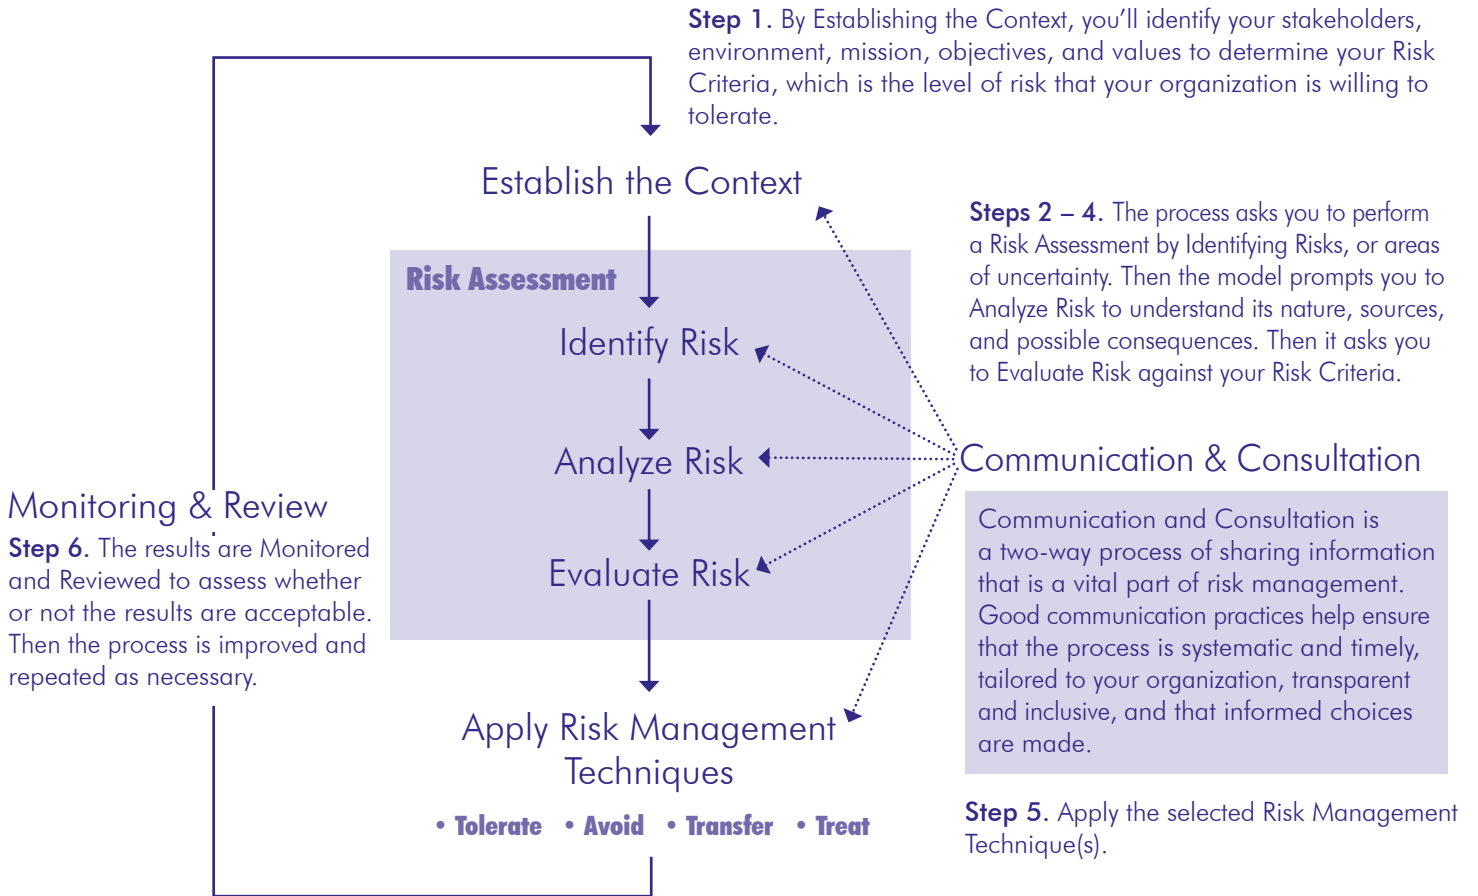 Step 1. By Establishing the Context, you’ll identify your stakeholders,
environment, mission, objectives, and values to determine your Risk
Criteria, which is the level of risk that your organization is willing to
tolerate.
Establish the Context
Steps 2 – 4. The process asks you to perform
a Risk Assessment by Identifying Risks, or areas
of uncertainty. Then the model prompts you to
Analyze Risk to understand its nature, sources,
and possible consequences. Then it asks you
to Evaluate Risk against your Risk Criteria.
Risk Assessment
Identify Risk
Analyze Risk
Evaluate Risk
Communication & Consultation
Communication and Consultation is
a two-way process of sharing information
that is a vital part of risk management.
Good communication practices help ensure
that the process is systematic and timely,
tailored to your organization, transparent
and inclusive, and that informed choices
are made.
Monitoring & Review
Step 6. The results are Monitored
and Reviewed to assess whether
or not the results are acceptable.
Then the process is improved and
repeated as necessary.
Apply Risk Management
Techniques
• Tolerate • Avoid • Transfer • Treat
Step 5. Apply the selected Risk Management
Technique(s).